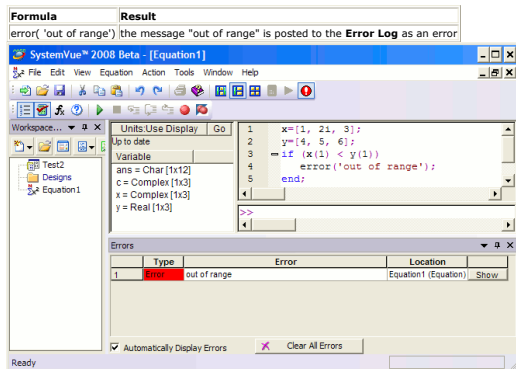 Formula Result
error( 'out of range') the message "out of range" is posted to the Error Log as an error
SystemVue™ 2008 Beta - [Equation1]
File Edit View Equation Action Tools Window Help
Workspace...
Units:Use Display Go
Up to date
Variable
ans = Char [1x12]
c = Complex [1x3]
x = Complex [1x3]
y = Real [1x3]
Test2
Designs
Equation1
1 x=[1, 2i, 3];
2 y=[4, 5, 6];
3 if (x(1) < y(1))
4 error('out of range');
5 end;
>>
Errors
Type Error Location
1 Error out of range Equation1 (Equation) Show
Automatically Display Errors Clear All Errors
Ready